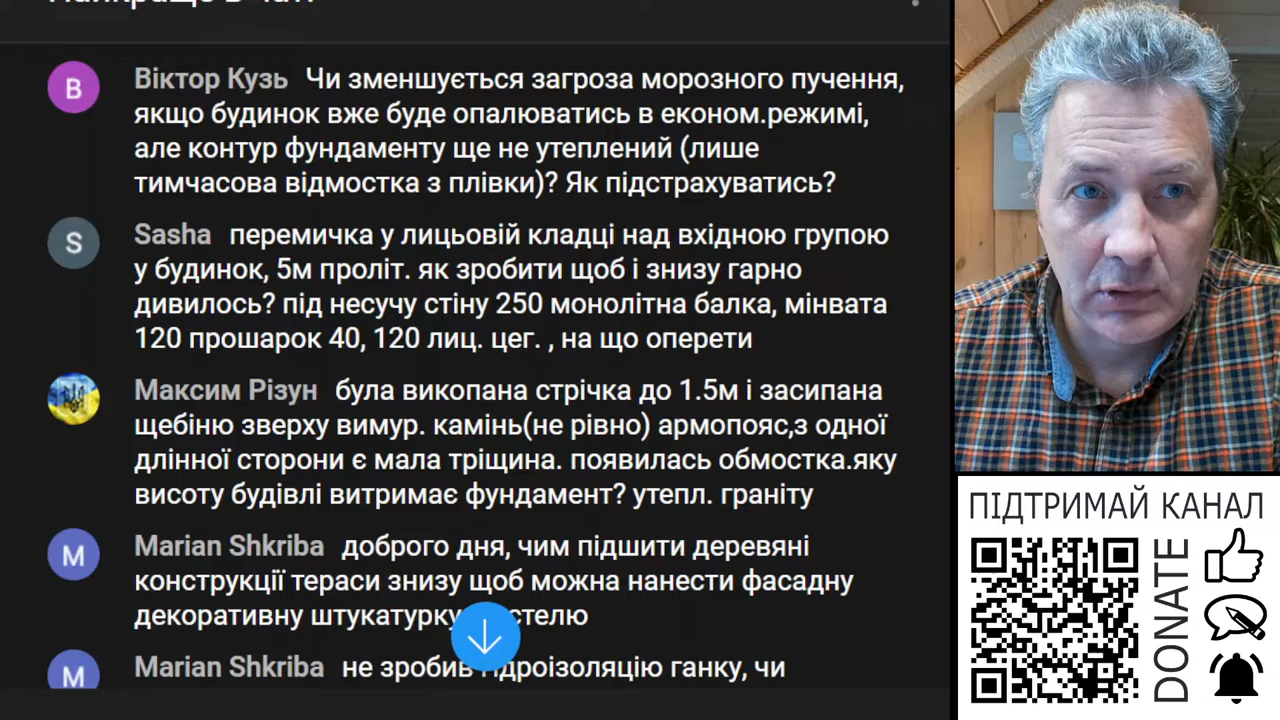 В
Віктор Кузь Чи зменшується загроза морозного пучення,
якщо будинок вже буде опалюватись в економ.режимі,
але контур фундаменту ще не утеплений (лише
тимчасова відмостка з плівки)? Як підстрахуватись?
S
Sasha перемичка у лицьовій кладці над вхідною групою
у будинок, 5м проліт. як зробити щоб і знизу гарно
дивилось? під несучу стіну 250 монолітна балка, мінвата
120 прошарок 40, 120 лиц. цег. , на що оперети
Максим Різун була викопана стрічка до 1.5м і засипана
щебіню зверху вимур. камінь(не рівно) армопояс,з одної
длінної сторони є мала тріщина. появилась обмостка.яку
висоту будівлі витримає фундамент? утепл. граніту
M
Marian Shkriba доброго дня, чим підшити деревяні
конструкції тераси знизу щоб можна нанести фасадну
декоративну штукатурку
M
Marian Shkriba не зробив гідроізоляцію ганку, чи
ПІДТРИМАЙ КАНАЛ
DONATE